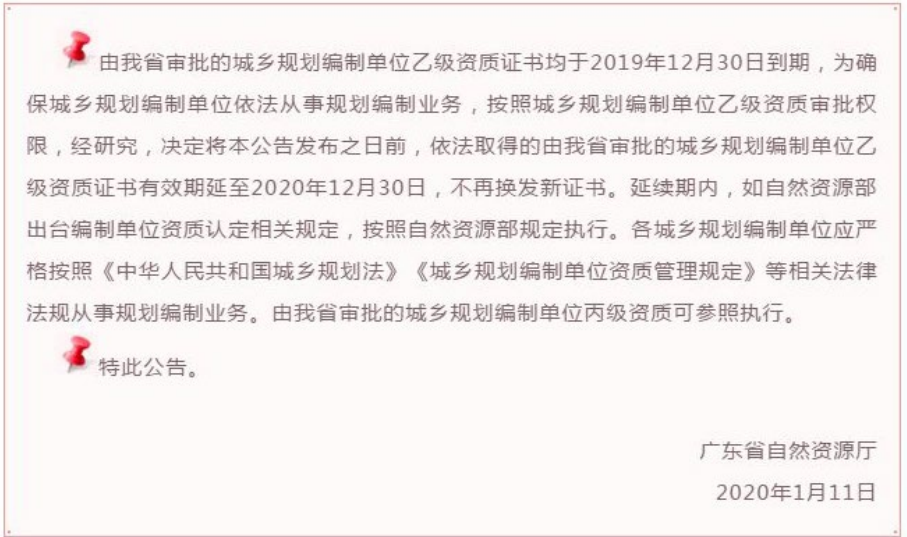 由我省审批的城乡规划编制单位乙级资质证书均于2019年12月30日到期，为确
保城乡规划编制单位依法从事规划编制业务，按照城乡规划编制单位乙级资质审批权
限，经研究，决定将本公告发布之日前，依法取得的由我省审批的城乡规划编制单位乙
级资质证书有效期延至2020年12月30日，不再换发新证书。延续期内，如自然资源部
出台编制单位资质认定相关规定，按照自然资源部规定执行。各城乡规划编制单位应严
格按照《中华人民共和国城乡规划法》《城乡规划编制单位资质管理规定》等相关法律
法规从事规划编制业务。由我省审批的城乡规划编制单位丙级资质可参照执行。
特此公告。
广东省自然资源厅
2020年1月11日